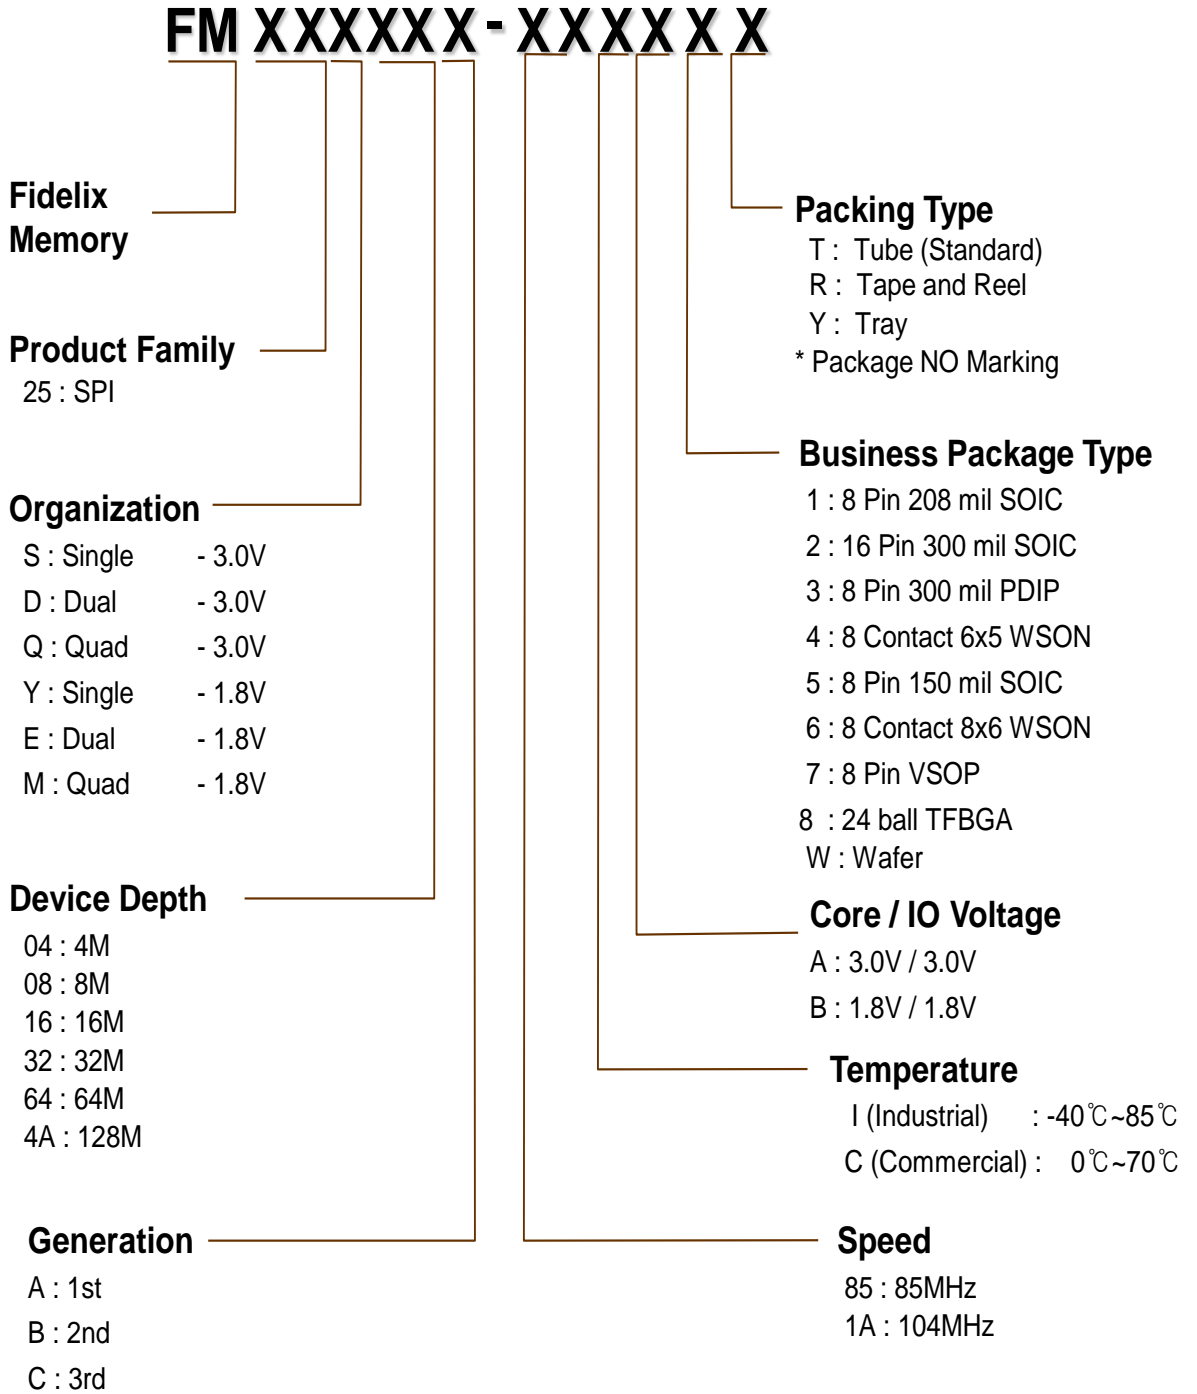 FM XXXXXX - XXXXXX
Fidelix
Memory
Product Family
25 : SPI
Organization
S : Single - 3.0V
D : Dual - 3.0V
Q : Quad - 3.0V
Y : Single - 1.8V
E : Dual - 1.8V
M : Quad - 1.8V
Device Depth
04 : 4M
08 : 8M
16 : 16M
32 : 32M
64 : 64M
4A : 128M
Generation
A : 1st
B : 2nd
C : 3rd
Packing Type
T : Tube (Standard)
R : Tape and Reel
Y : Tray
* Package NO Marking
Business Package Type
1 : 8 Pin 208 mil SOIC
2 : 16 Pin 300 mil SOIC
3 : 8 Pin 300 mil PDIP
4 : 8 Contact 6x5 WSON
5 : 8 Pin 150 mil SOIC
6 : 8 Contact 8x6 WSON
7 : 8 Pin VSOP
8 : 24 ball TFBGA
W : Wafer
Core / IO Voltage
A : 3.0V / 3.0V
B : 1.8V / 1.8V
Temperature
I (Industrial) : -40℃~85℃
C (Commercial) : 0℃~70℃
Speed
85 : 85MHz
1A : 104MHz